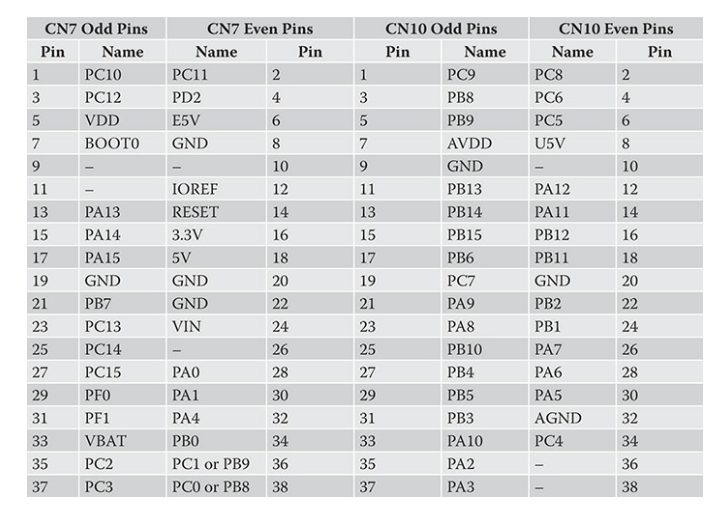 CN7 Odd Pins CN7 Even Pins CN10 Odd Pins CN10 Even Pins
Pin Name Name Pin Pin Name Name Pin
1 PC10 PC11 2 1 PC9 PC8 2
3 PC12 PD2 4 3 PB8 PC6 4
5 VDD E5V 6 5 PB9 PC5 6
7 BOOT0 GND 8 7 AVDD U5V 8
9 – – 10 9 GND – 10
11 – IOREF 12 11 PB13 PA12 12
13 PA13 RESET 14 13 PB14 PA11 14
15 PA14 3.3V 16 15 PB15 PB12 16
17 PA15 5V 18 17 PB6 PB11 18
19 GND GND 20 19 PC7 GND 20
21 PB7 GND 22 21 PA9 PB2 22
23 PC13 VIN 24 23 PA8 PB1 24
25 PC14 – 26 25 PB10 PA7 26
27 PC15 PA0 28 27 PB4 PA6 28
29 PF0 PA1 30 29 PB5 PA5 30
31 PF1 PA4 32 31 PB3 AGND 32
33 VBAT PB0 34 33 PA10 PC4 34
35 PC2 PC1 or PB9 36 35 PA2 – 36
37 PC3 PC0 or PB8 38 37 PA3 – 38